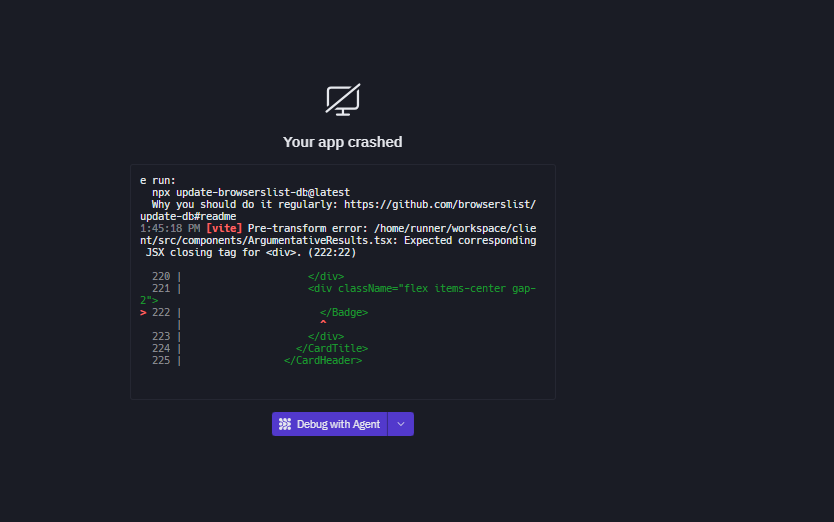 Your app crashed
e run:
npx update-browserslist-db@latest
Why you should do it regularly: https://github.com/browserslist/
update-db#readme
1:45:18 PM [vite] Pre-transform error: /home/runner/workspace/clie
nt/src/components/ArgumentativeResults.tsx: Expected corresponding
JSX closing tag for <div>. (222:22)
220 | </div>
221 | <div className="flex items-center gap-
2">
> 222 | </Badge>
| ^
223 | </div>
224 | </CardTitle>
225 | </CardHeader>
Debug with Agent